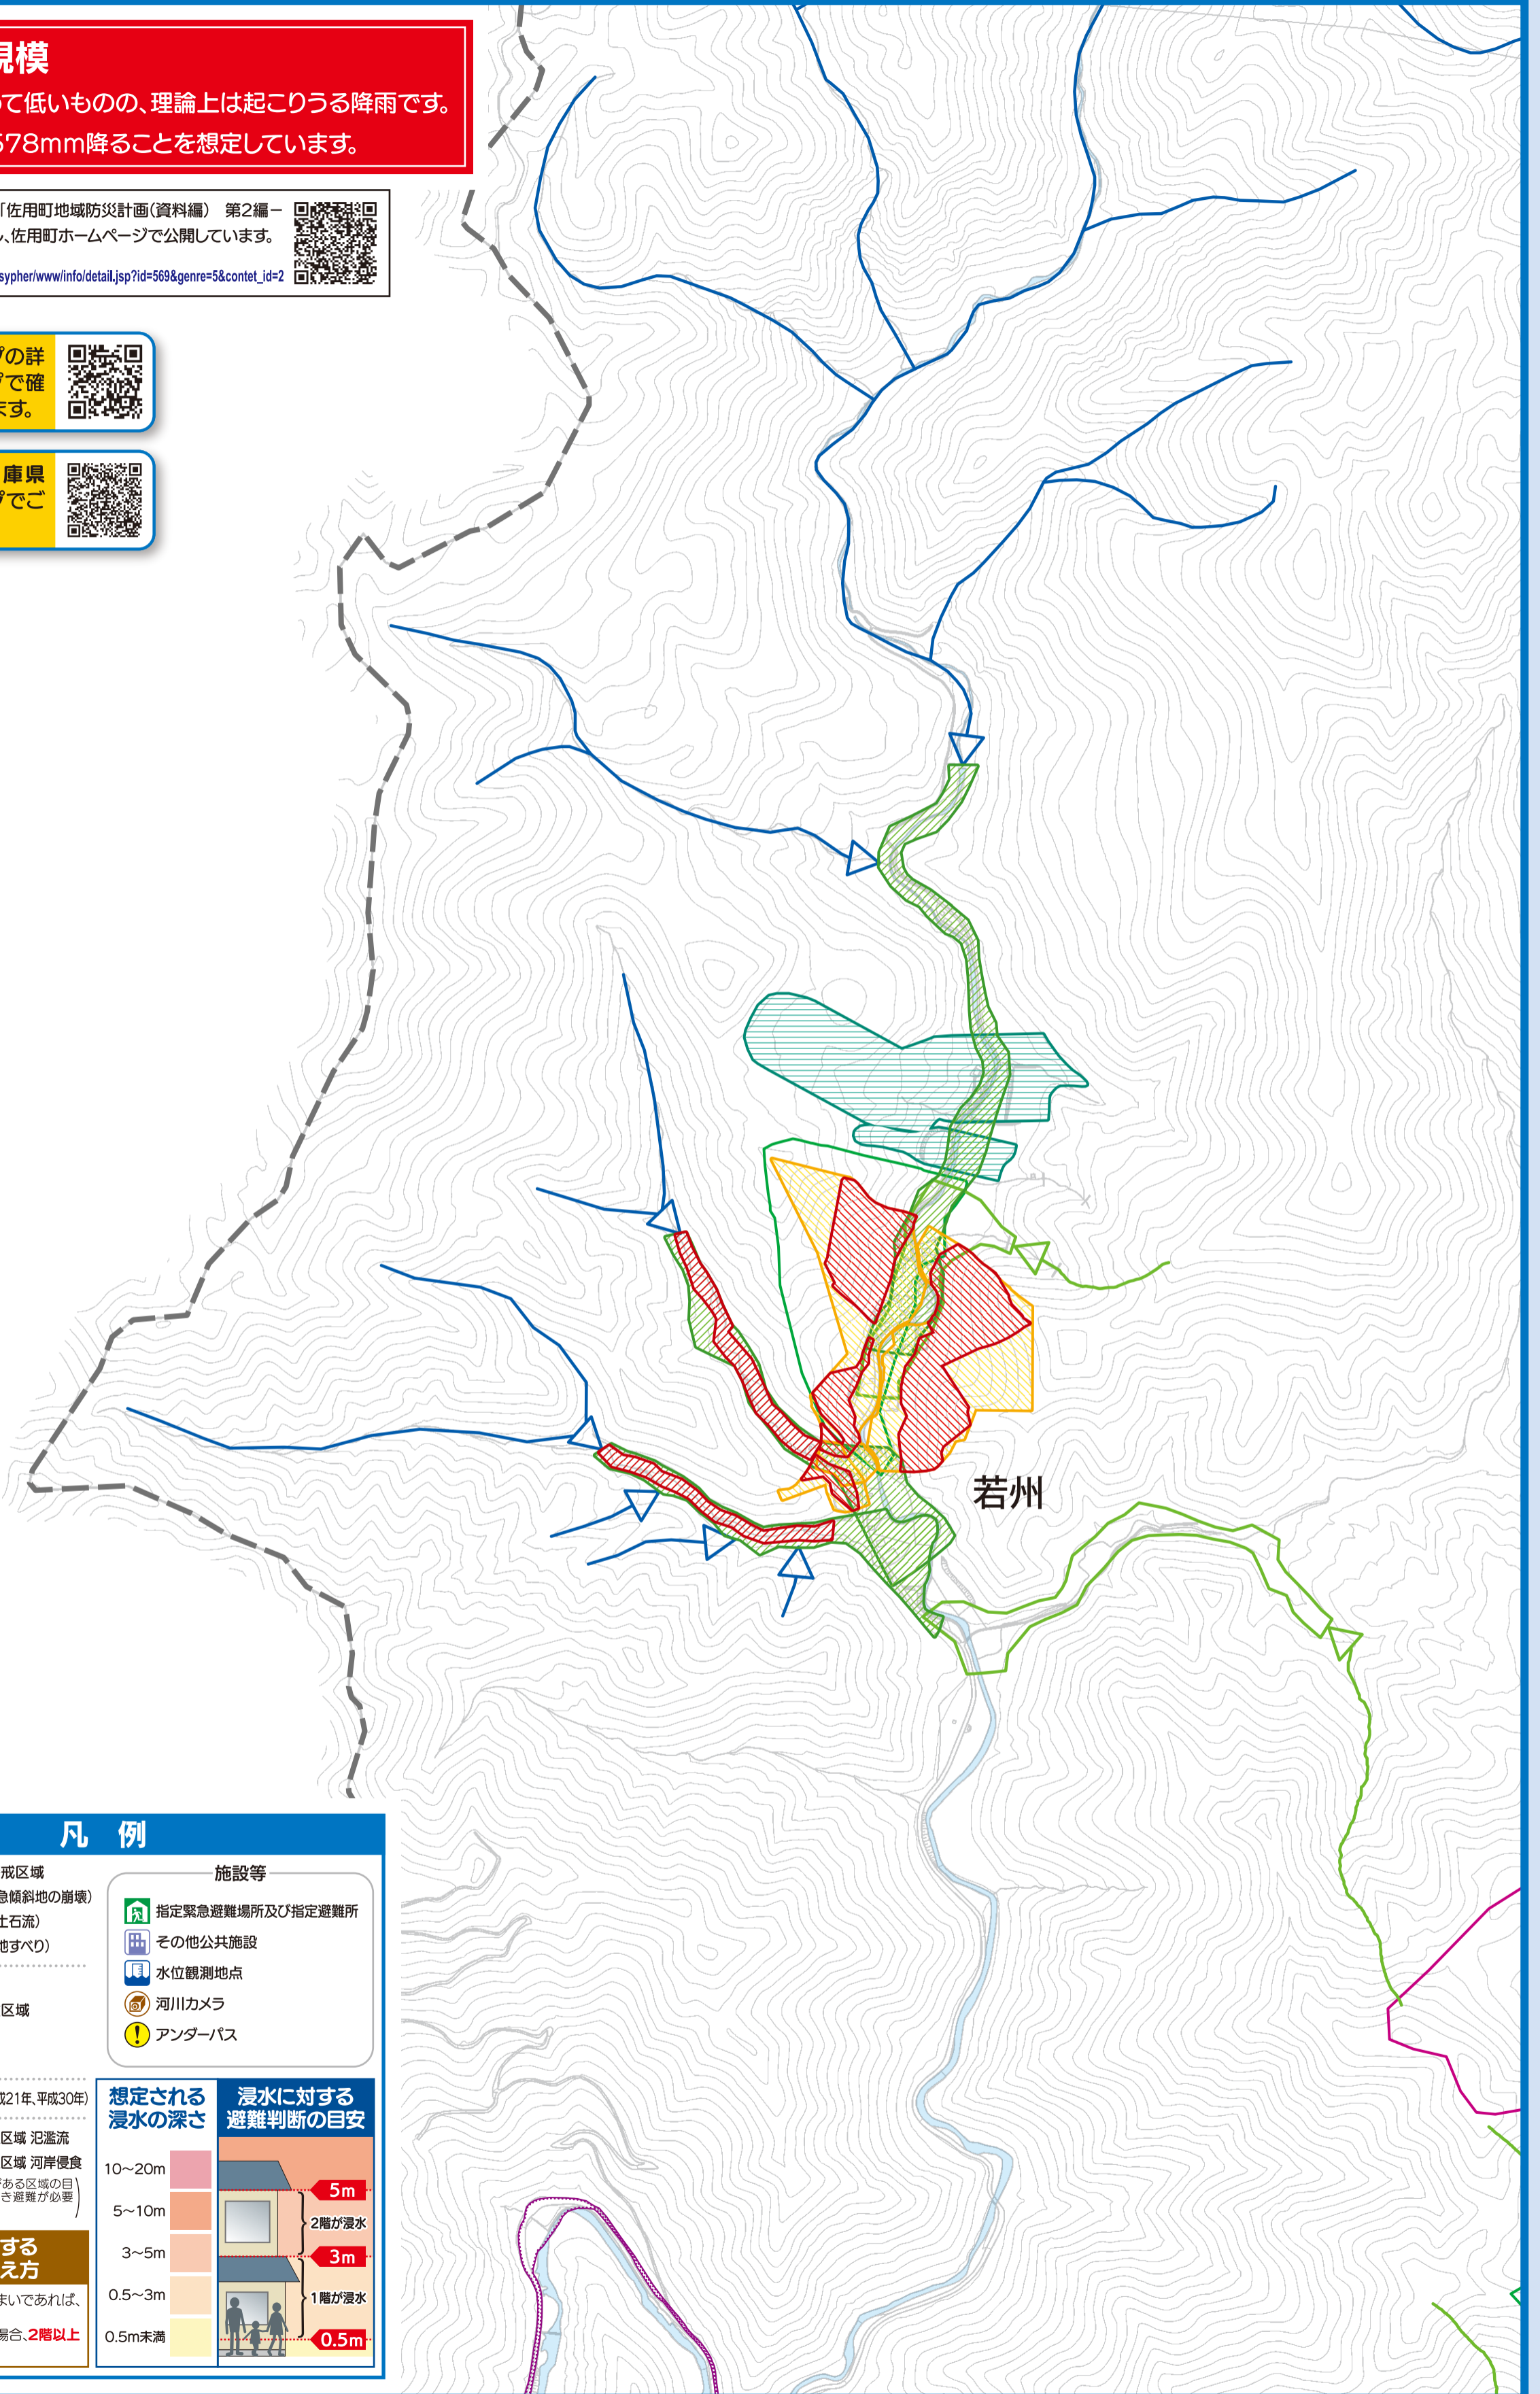 規模
て低いものの、理論上は起こりうる降雨です。
578mm降ることを想定しています。
「佐用町地域防災計画(資料編)　第2編－
、佐用町ホームページで公開しています。
sypher/www/info/detail.jsp?id=569&genre=5&contet_id=2
プの詳
プで確
ます。
庫県
プでご
若州
凡 例
戒区域
急傾斜地の崩壊)
土石流)
地すべり)
区域
成21年、平成30年)
区域 氾濫流
区域 河岸侵食
がある区域の目
き避難が必要
する
え方
まいであれば、
場合、2階以上
施設等
指定緊急避難場所及び指定避難所
その他公共施設
水位観測地点
河川カメラ
アンダーパス
想定される
浸水の深さ
10～20m
5～10m
3～5m
0.5～3m
0.5m未満
浸水に対する
避難判断の目安
5m
2階が浸水
3m
1階が浸水
0.5m